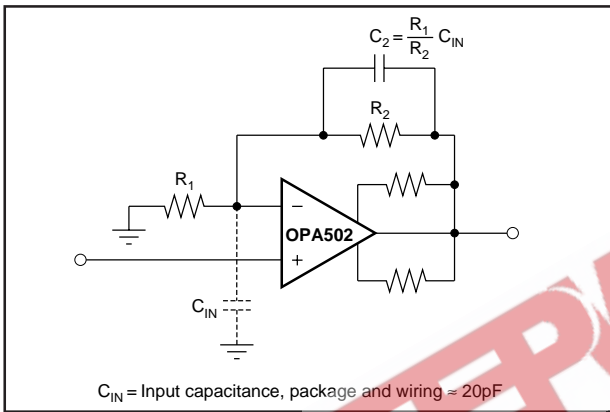 C2 = R1/R2 CIN
R2
R1
–
OPA502
+
CIN
CIN = Input capacitance, package and wiring ≈ 20pF